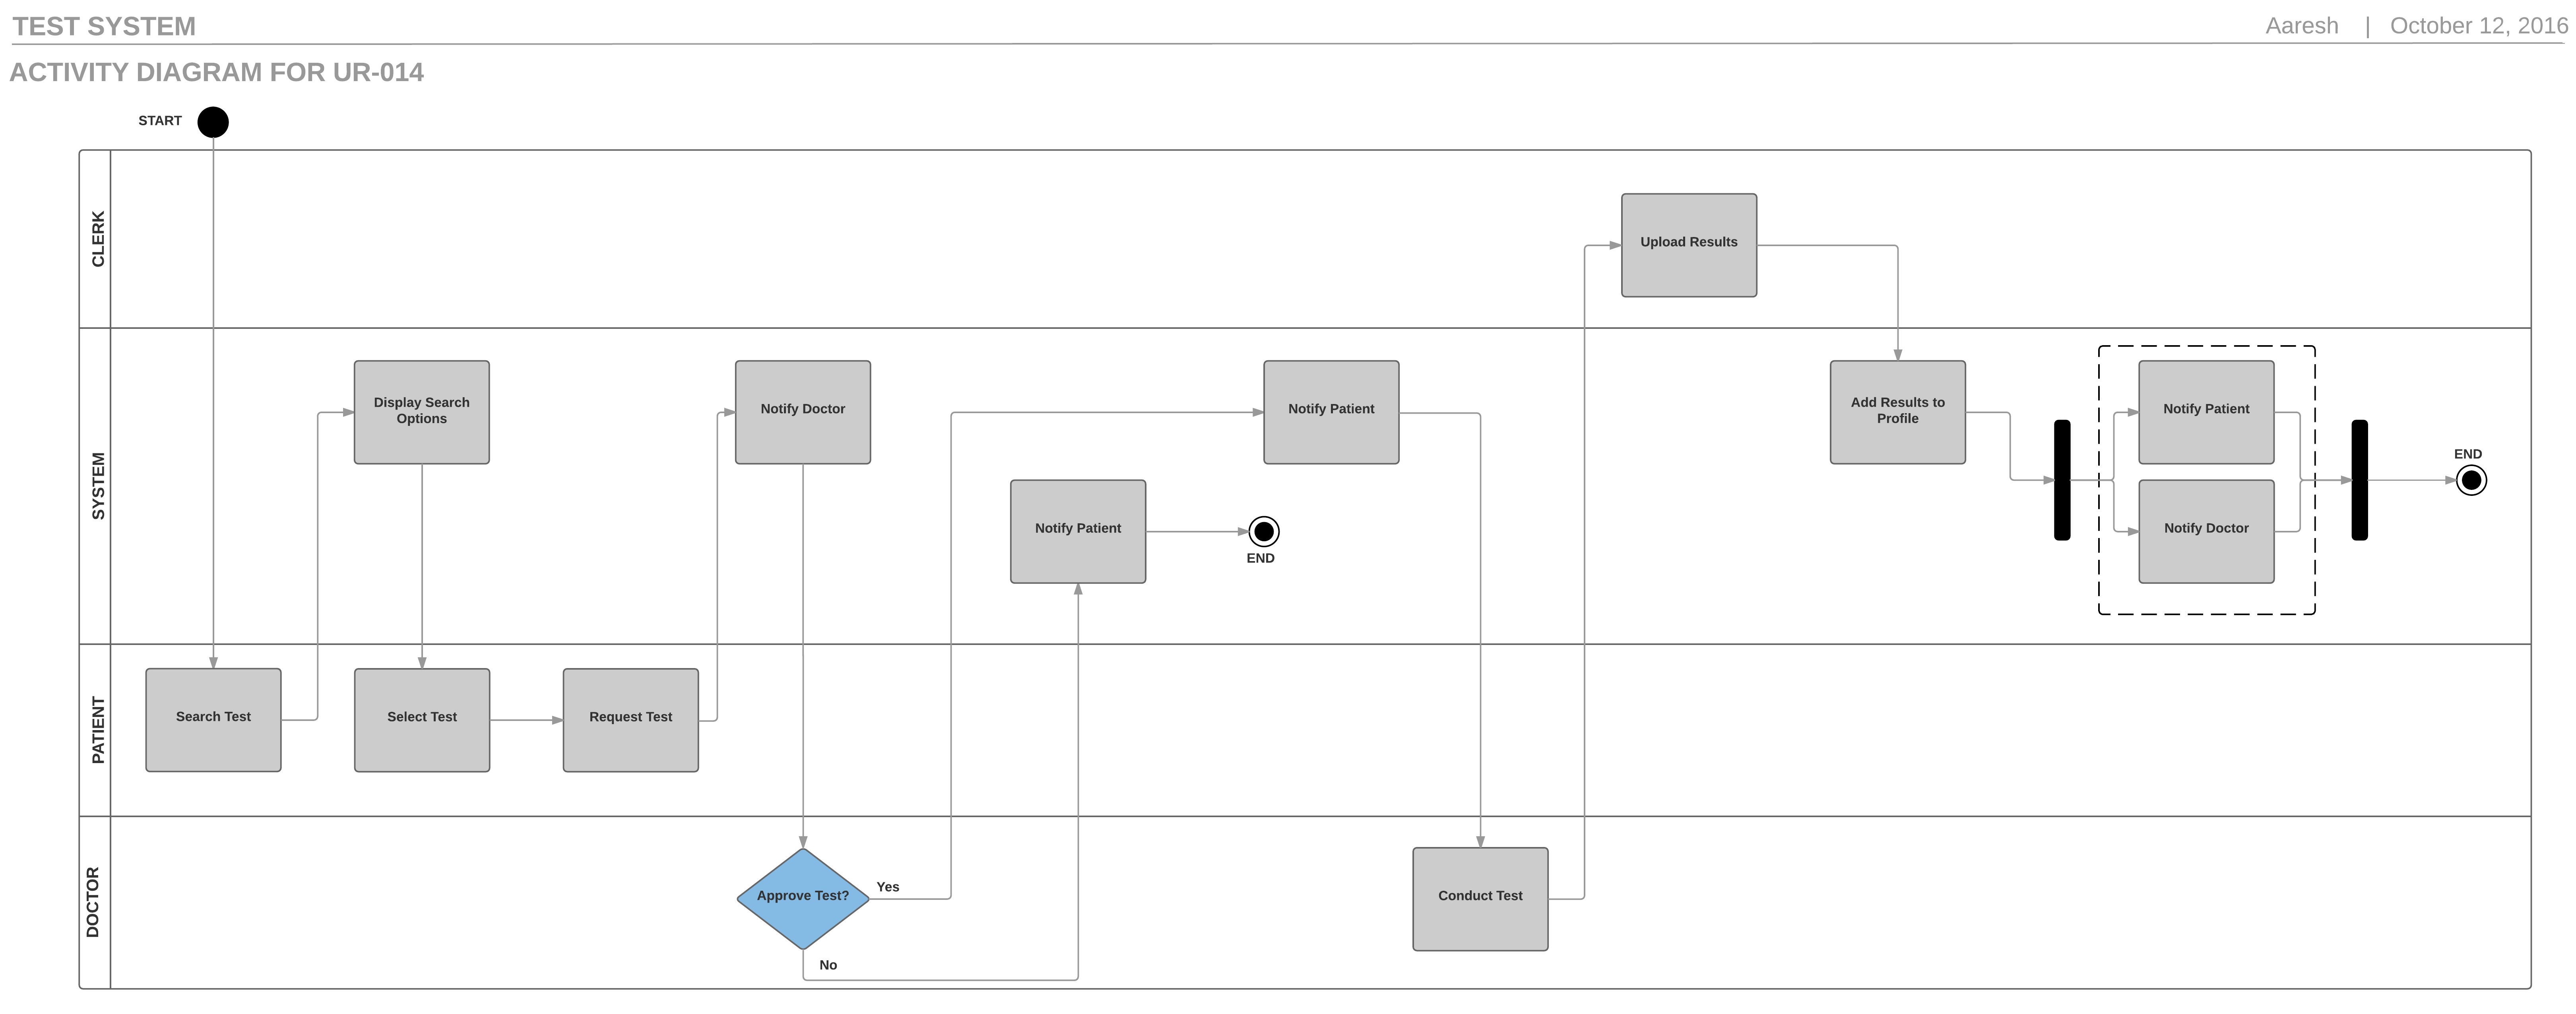 TEST SYSTEM
Aaresh | October 12, 2016
ACTIVITY DIAGRAM FOR UR-014
START
CLERK
Upload Results
SYSTEM
Display Search
Options
Notify Doctor
Notify Patient
Notify Patient
END
Add Results to
Profile
Notify Patient
Notify Doctor
END
PATIENT
Search Test
Select Test
Request Test
DOCTOR
Approve Test?
Yes
No
Conduct Test